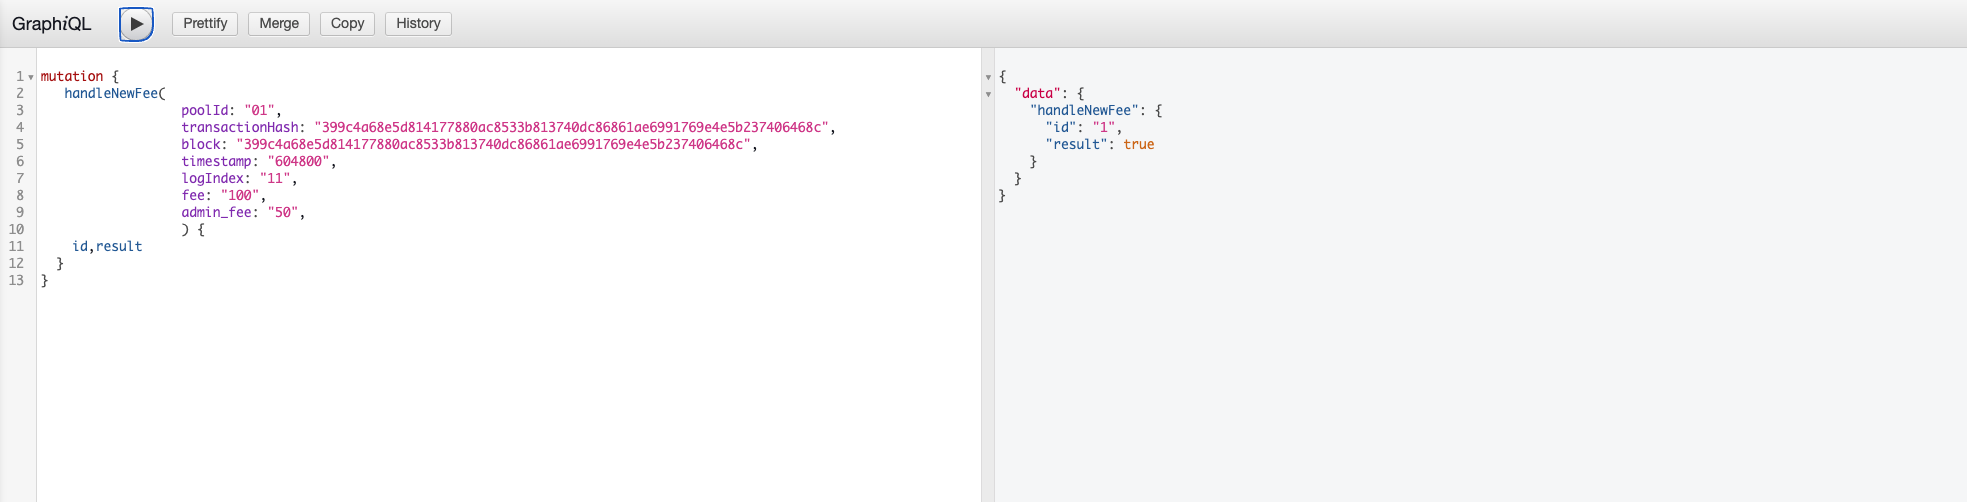 GraphiQL Prettify Merge Copy History
1 mutation {
2 handleNewFee(
3 poolId: "01",
4 transactionHash: "399c4a68e5d814177880ac8533b813740dc86861ae6991769e4e5b237406468c",
5 block: "399c4a68e5d814177880ac8533b813740dc86861ae6991769e4e5b237406468c",
6 timestamp: "604800",
7 logIndex: "11",
8 fee: "100",
9 admin_fee: "50",
10 ) {
11 id,result
12 }
13 }
{
"data": {
"handleNewFee": {
"id": "1",
"result": true
}
}
}